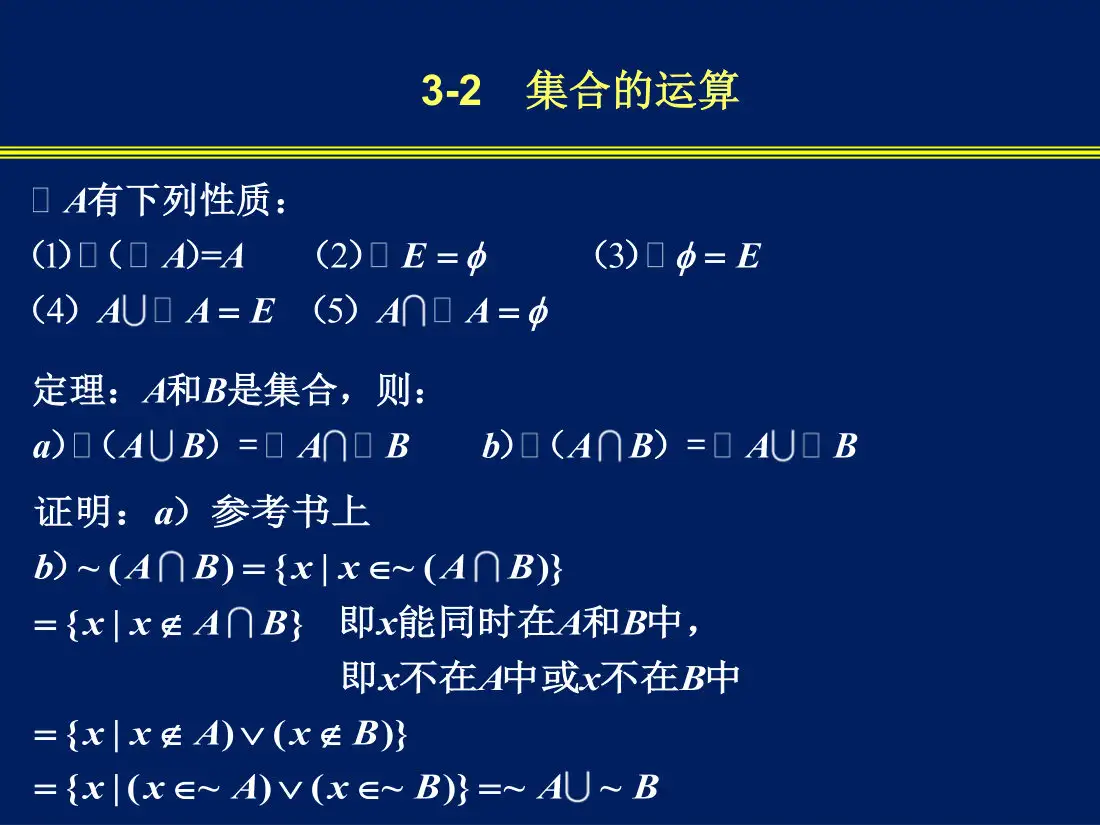 3-2 集合的运算
𠃊 A有下列性质：
（1）（ A）=A （2） E = ϕ （3） ϕ = E
（4）A⋃ A = E （5）A⋂ A = ϕ
定理：A和B是集合，则：
a）（A⋃B）= A⋂ B b）（A⋂B）= A⋃ B
证明：a）参考书上
b）~ (A⋂B) = {x | x ∈~ (A⋂B)}
= {x | x ∉ A⋂B} 即x能同时在A和B中，
即x不在A中或x不在B中
= {x | x ∉ A) ∨ (x ∉ B)}
= {x | (x ∈~ A) ∨ (x ∈~ B)} =~ A⋃ ~ B